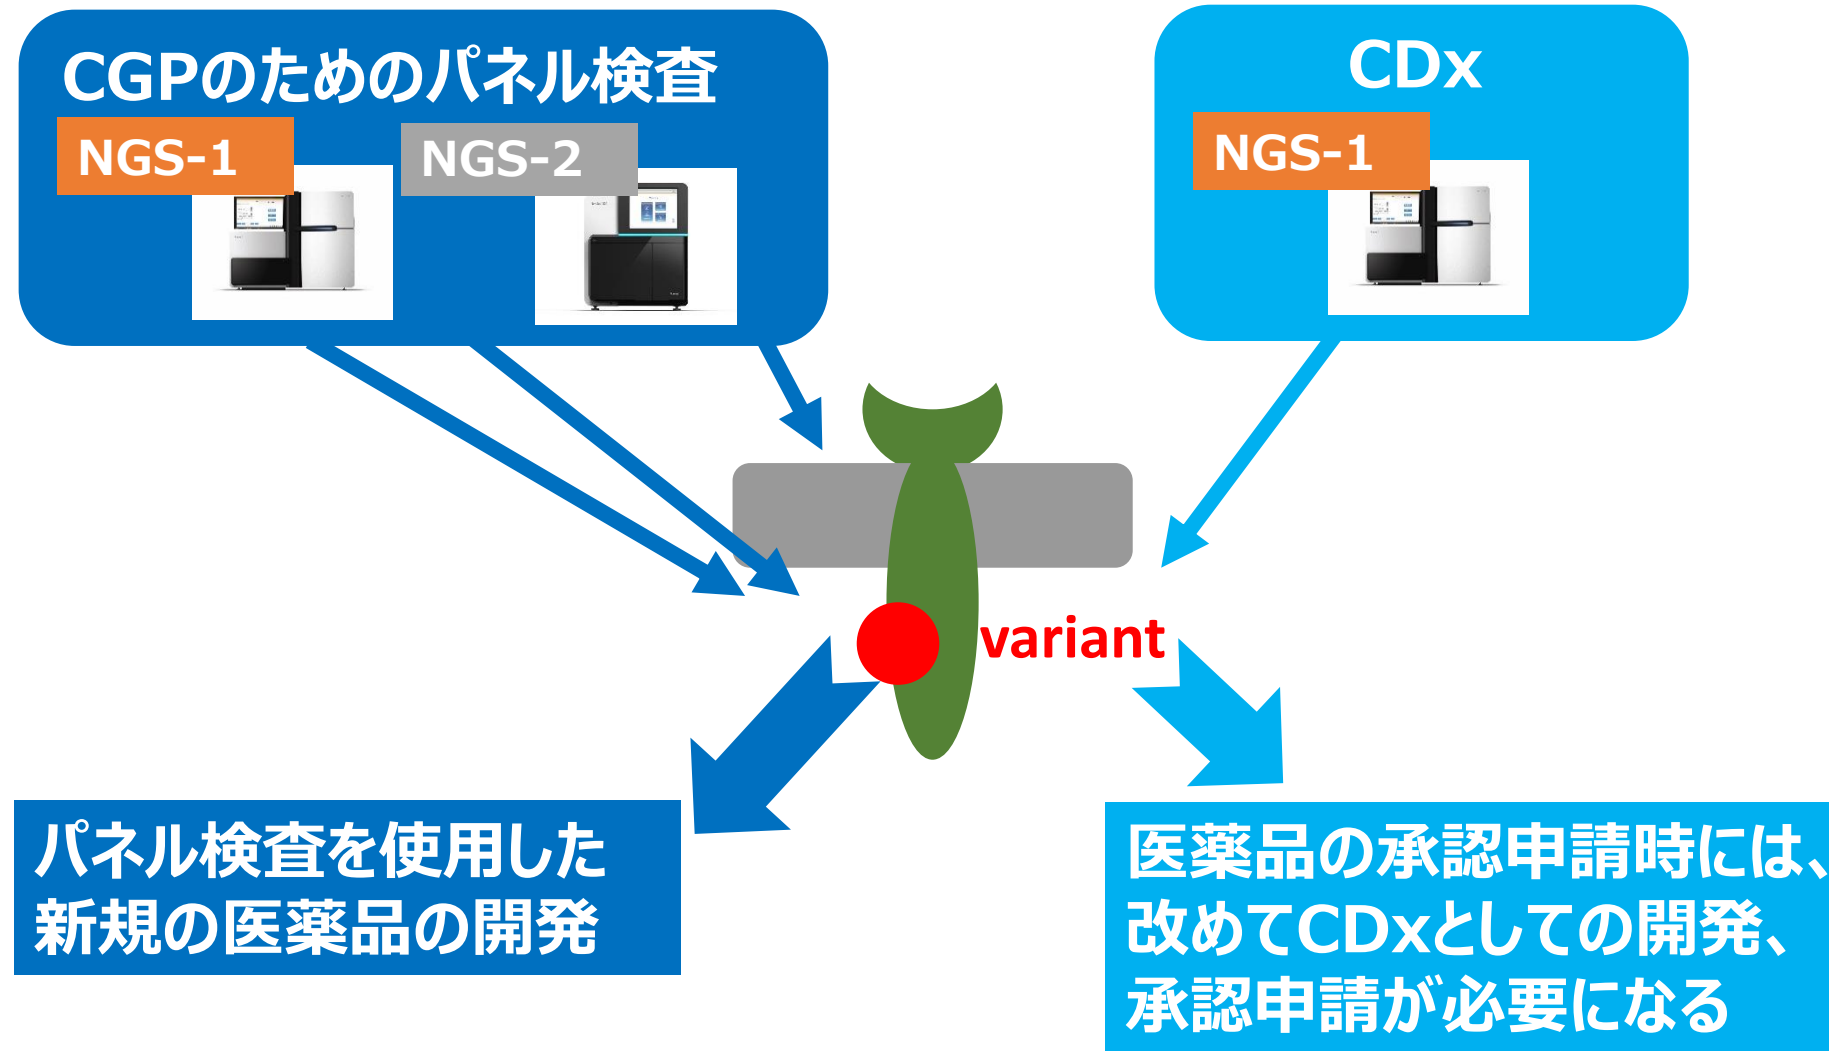 CGPのためのパネル検査
NGS-1
NGS-2
CDx
NGS-1
variant
パネル検査を使用した
新規の医薬品の開発
医薬品の承認申請時には、
改めてCDxとしての開発、
承認申請が必要になる